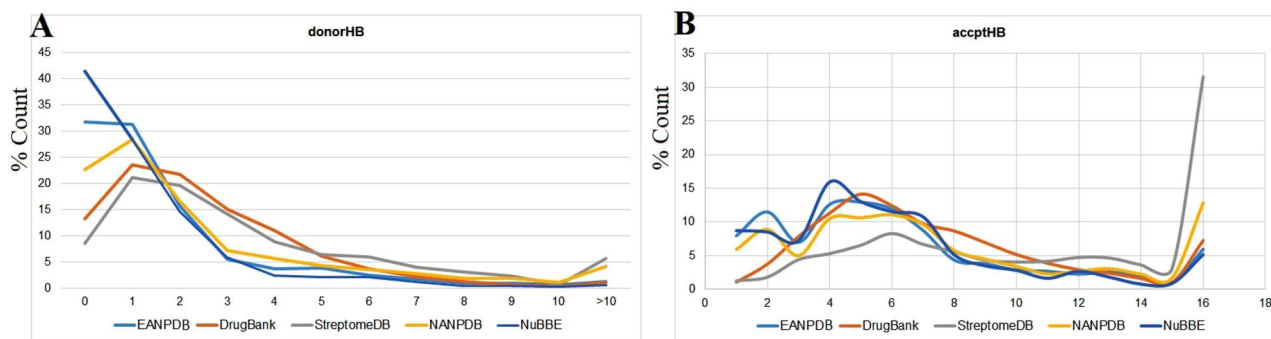 A
donorHB
% Count
45
40
35
30
25
20
15
10
5
0
0 1 2 3 4 5 6 7 8 9 10 >10
EANPDB DrugBank StreptomeDB NANPDB NuBBE
B
accptHB
% Count
35
30
25
20
15
10
5
0
0 2 4 6 8 10 12 14 16 18
EANPDB DrugBank StreptomeDB NANPDB NuBBE